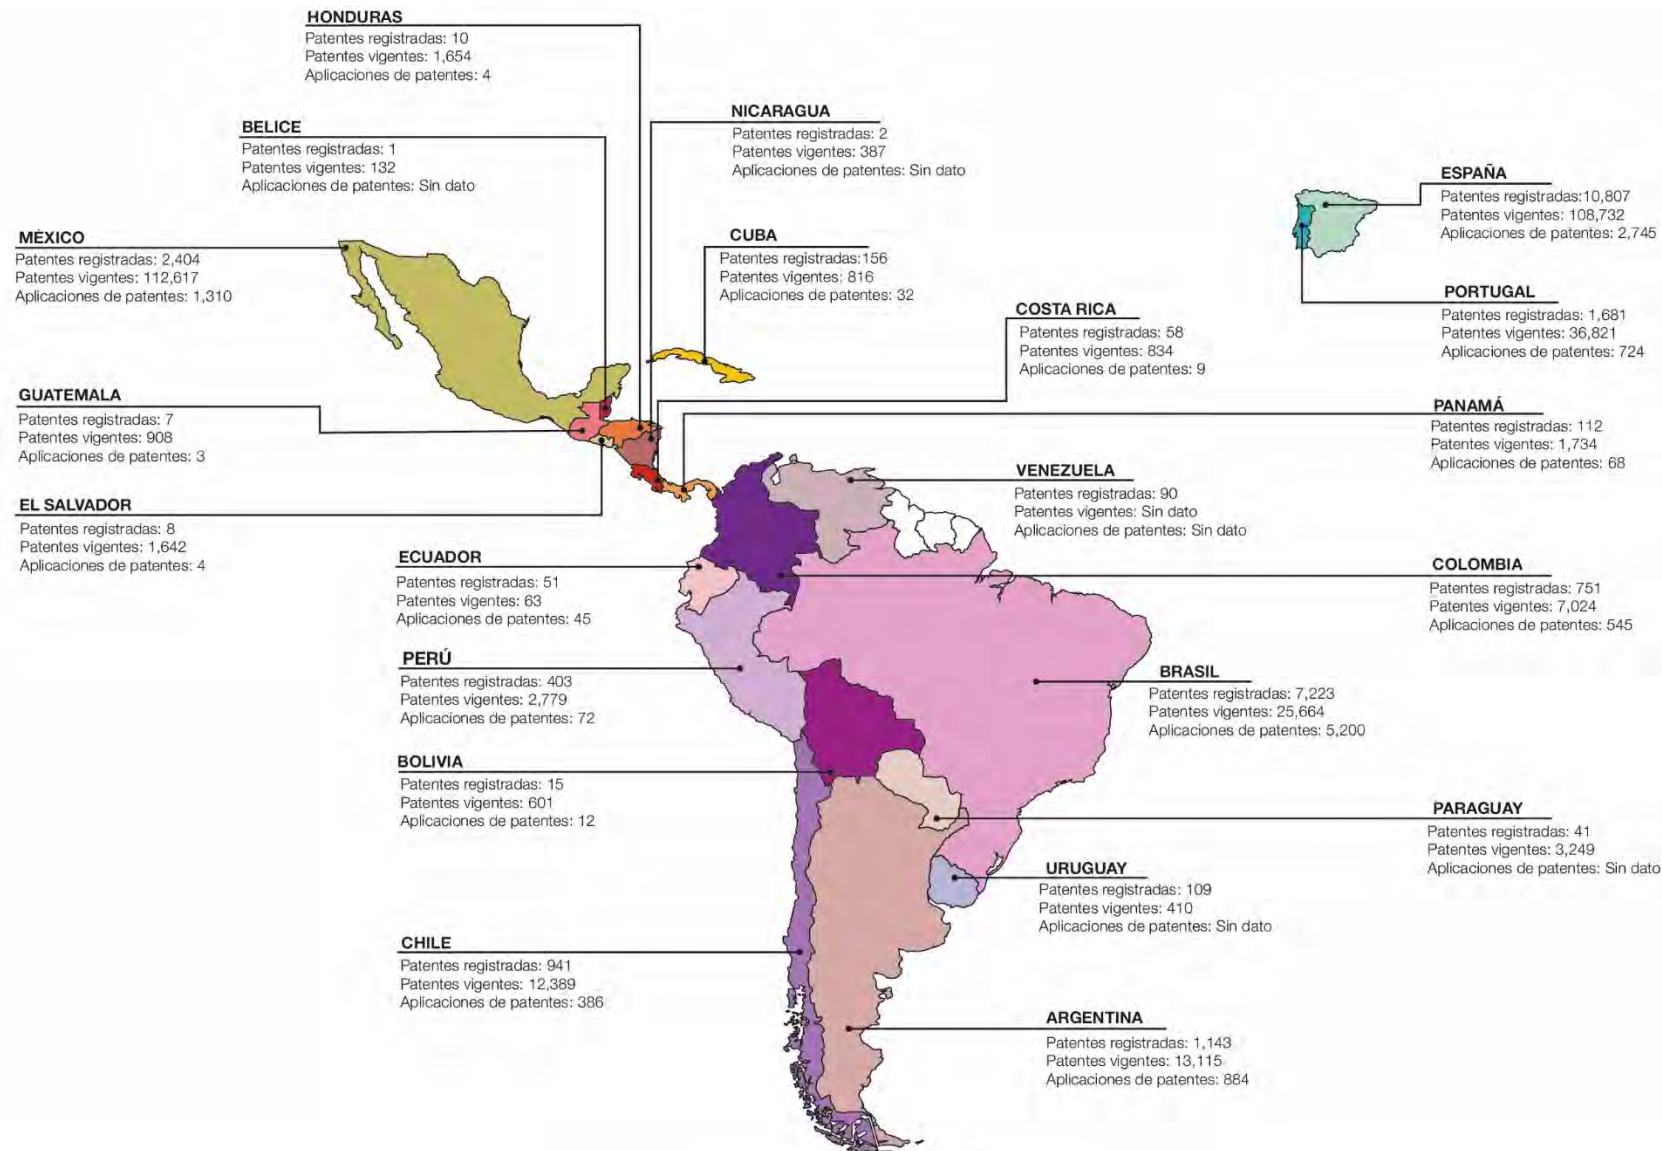 HONDURAS
Patentes registradas: 10
Patentes vigentes: 1,654
Aplicaciones de patentes: 4
NICARAGUA
Patentes registradas: 2
Patentes vigentes: 387
Aplicaciones de patentes: Sin dato
BELICE
Patentes registradas: 1
Patentes vigentes: 132
Aplicaciones de patentes: Sin dato
ESPAÑA
Patentes registradas:10,807
Patentes vigentes: 108,732
Aplicaciones de patentes: 2,745
MÉXICO
Patentes registradas: 2,404
Patentes vigentes: 112,617
Aplicaciones de patentes: 1,310
CUBA
Patentes registradas:156
Patentes vigentes: 816
Aplicaciones de patentes: 32
PORTUGAL
Patentes registradas: 1,681
Patentes vigentes: 36,821
Aplicaciones de patentes: 724
COSTA RICA
Patentes registradas: 58
Patentes vigentes: 834
Aplicaciones de patentes: 9
GUATEMALA
Patentes registradas: 7
Patentes vigentes: 908
Aplicaciones de patentes: 3
PANAMÁ
Patentes registradas: 112
Patentes vigentes: 1,734
Aplicaciones de patentes: 68
VENEZUELA
Patentes registradas: 90
Patentes vigentes: Sin dato
Aplicaciones de patentes: Sin dato
EL SALVADOR
Patentes registradas: 8
Patentes vigentes: 1,642
Aplicaciones de patentes: 4
ECUADOR
Patentes registradas: 51
Patentes vigentes: 63
Aplicaciones de patentes: 45
COLOMBIA
Patentes registradas: 751
Patentes vigentes: 7,024
Aplicaciones de patentes: 545
PERÚ
Patentes registradas: 403
Patentes vigentes: 2,779
Aplicaciones de patentes: 72
BRASIL
Patentes registradas: 7,223
Patentes vigentes: 25,664
Aplicaciones de patentes: 5,200
BOLIVIA
Patentes registradas: 15
Patentes vigentes: 601
Aplicaciones de patentes: 12
PARAGUAY
Patentes registradas: 41
Patentes vigentes: 3,249
Aplicaciones de patentes: Sin dato
URUGUAY
Patentes registradas: 109
Patentes vigentes: 410
Aplicaciones de patentes: Sin dato
CHILE
Patentes registradas: 941
Patentes vigentes: 12,389
Aplicaciones de patentes: 386
ARGENTINA
Patentes registradas: 1,143
Patentes vigentes: 13,115
Aplicaciones de patentes: 884